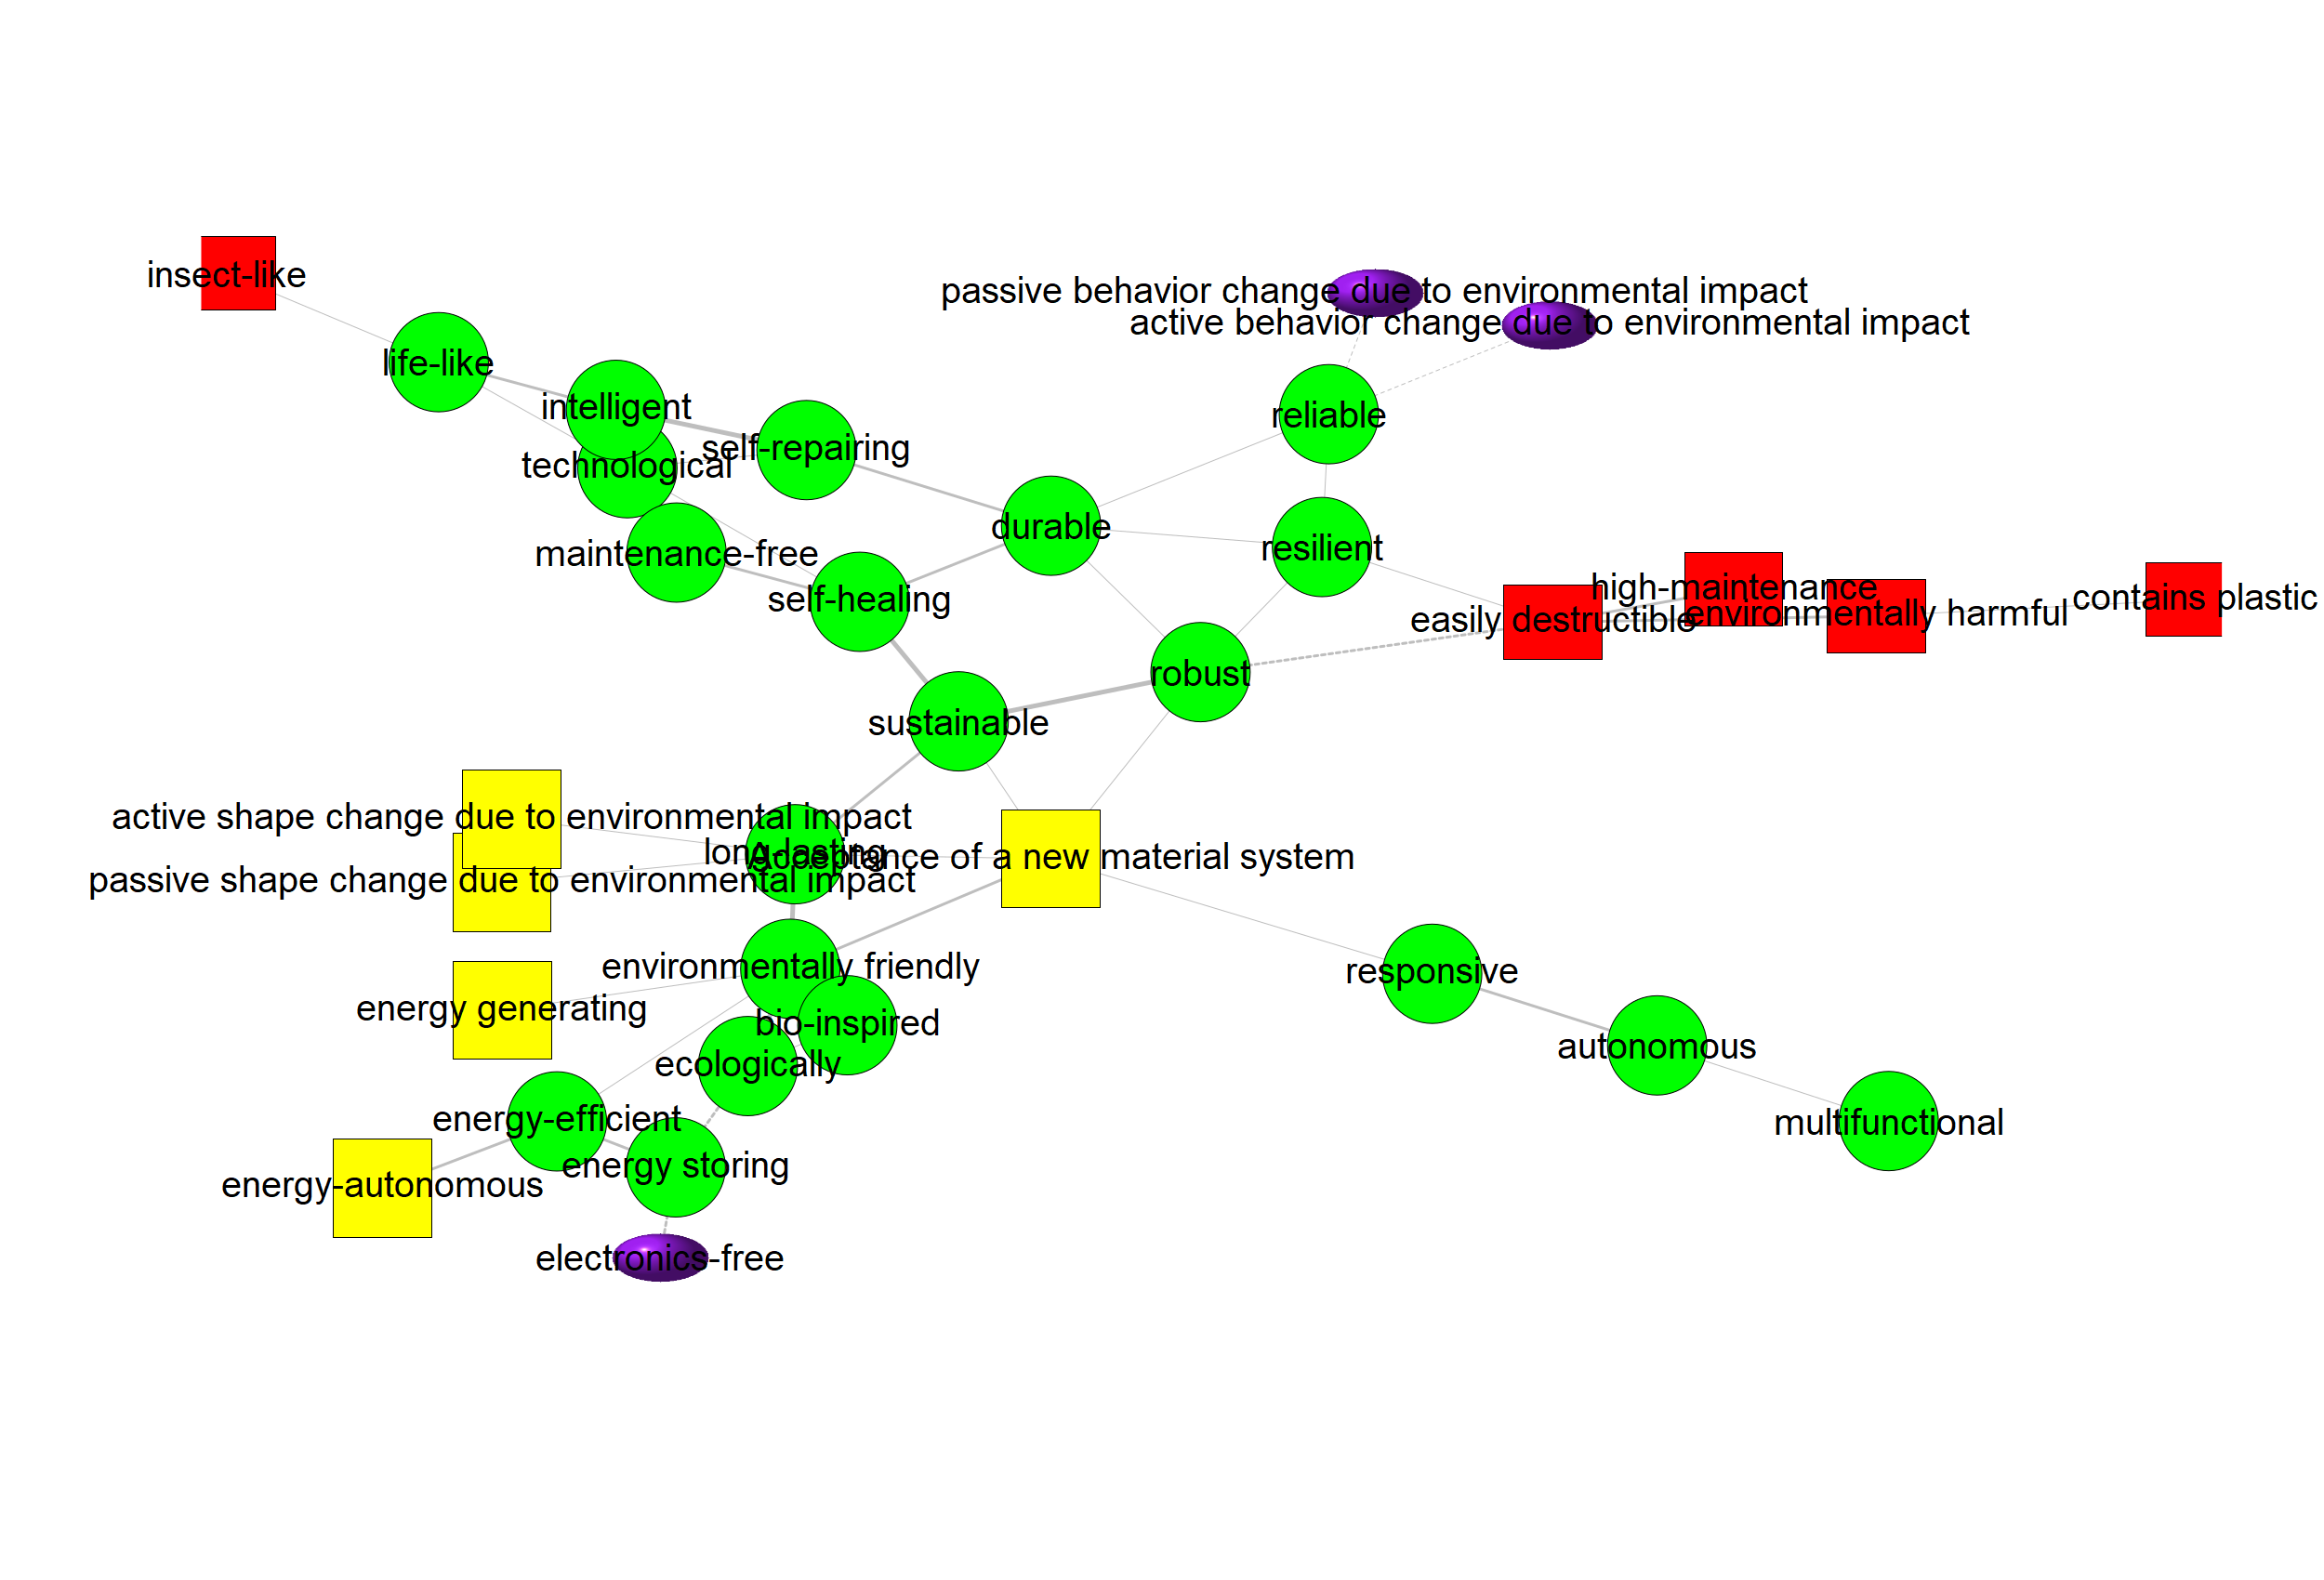 insect-like
passive behavior change due to environmental impact
active behavior change due to environmental impact
life-like
intelligent
reliable
self-repairing
technological
durable
resilient
maintenance-free
high-maintenance
self-healing
contains plastic
environmentally harmful
easily destructible
robust
sustainable
active shape change due to environmental impact
long-lasting
Acceptance of a new material system
passive shape change due to environmental impact
environmentally friendly
responsive
energy generating
bio-inspired
autonomous
ecologically
energy-efficient
multifunctional
energy storing
energy-autonomous
electronics-free